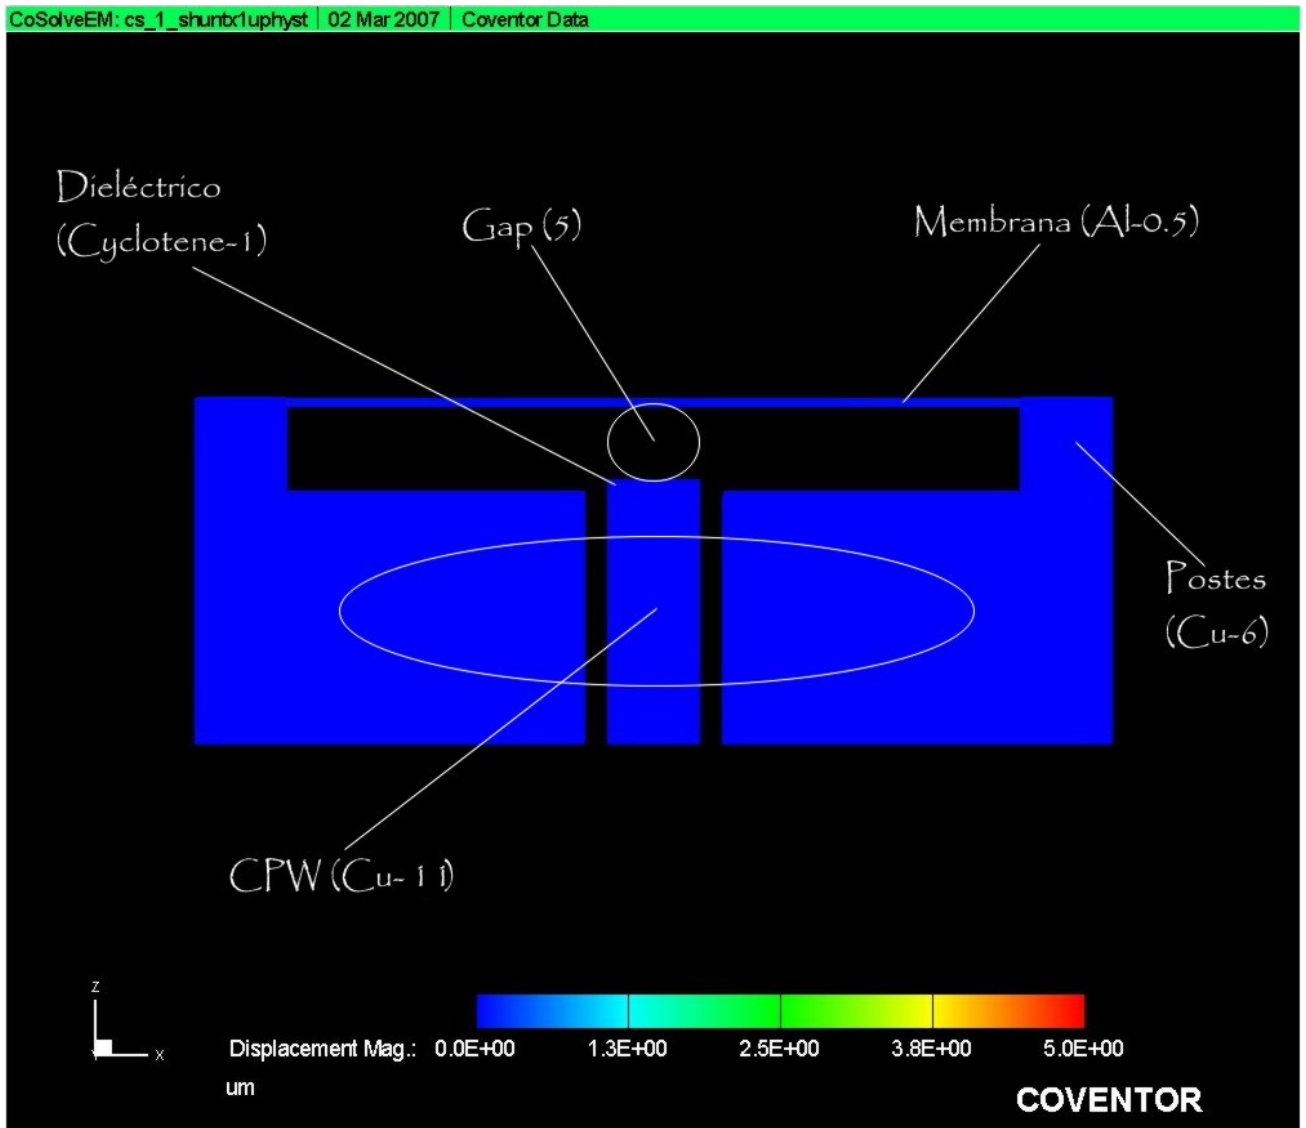 CoSolveEM: cs_1_shuntx1uphyst 02 Mar 2007 Coventor Data
Dieléctrico
(Cyclotene-1)
Gap (5)
Membrana (Al-0.5)
Postes
(Cu-6)
CPW (Cu-11)
Z
Y X
Displacement Mag.: 0.0E+00 1.3E+00 2.5E+00 3.8E+00 5.0E+00
um
COVENTOR